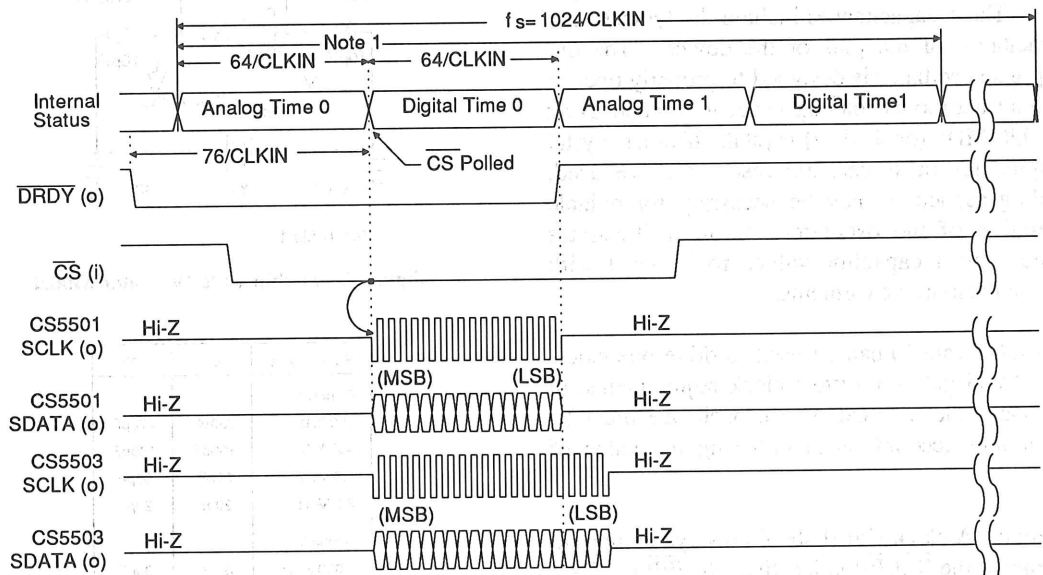 f s= 1024/CLKIN
Note 1
64/CLKIN 64/CLKIN
Internal Status
Analog Time 0 Digital Time 0 Analog Time 1 Digital Time1
76/CLKIN
CS Polled
DRDY (o)
CS (i)
CS5501 SCLK (o)
Hi-Z Hi-Z
(MSB) (LSB)
CS5501 SDATA (o)
Hi-Z Hi-Z
CS5503 SCLK (o)
Hi-Z Hi-Z
(MSB) (LSB)
CS5503 SDATA (o)
Hi-Z Hi-Z